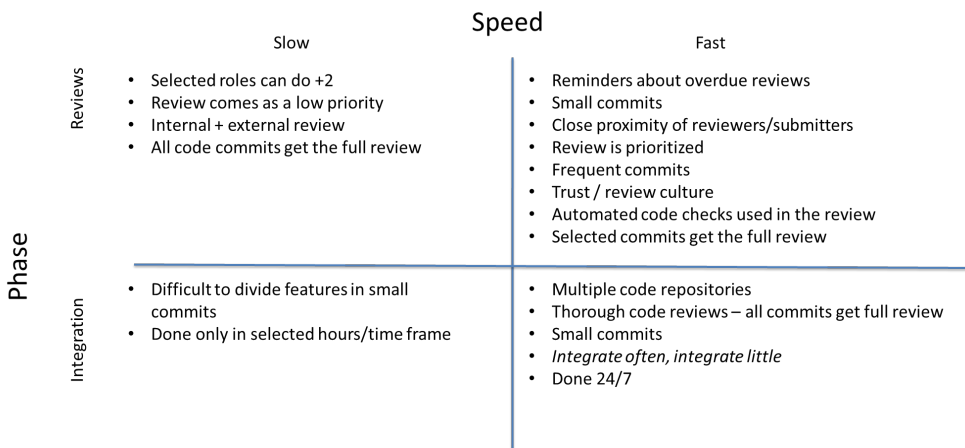 Speed
Slow
Fast
Phase
Reviews
• Selected roles can do +2
• Review comes as a low priority
• Internal + external review
• All code commits get the full review
• Reminders about overdue reviews
• Small commits
• Close proximity of reviewers/submitters
• Review is prioritized
• Frequent commits
• Trust / review culture
• Automated code checks used in the review
• Selected commits get the full review
Integration
• Difficult to divide features in small
commits
• Done only in selected hours/time frame
• Multiple code repositories
• Thorough code reviews – all commits get full review
• Small commits
• Integrate often, integrate little
• Done 24/7